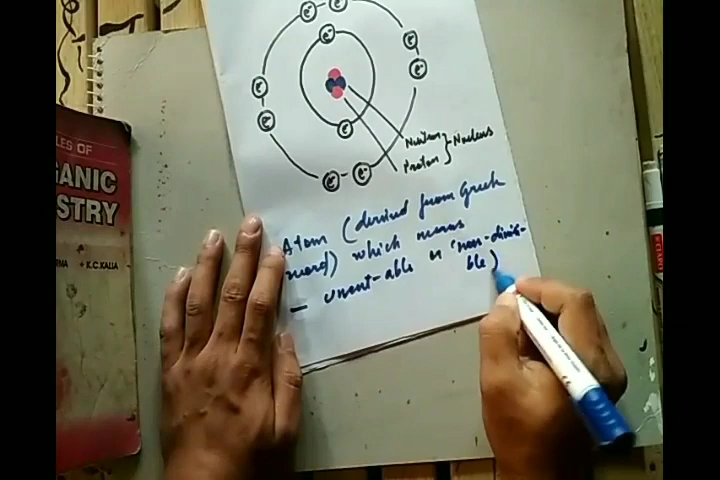 e⁻ e⁻
e⁻
e⁻
e⁻
e⁻
e⁻
e⁻
e⁻ e⁻
Neutron
Proton } Nucleus
Atom (derived from Greek
word) which means
— uncut-able or 'non-divisi-
ble)
LES OF
GANIC
STRY
RNA + K.C. KALIA